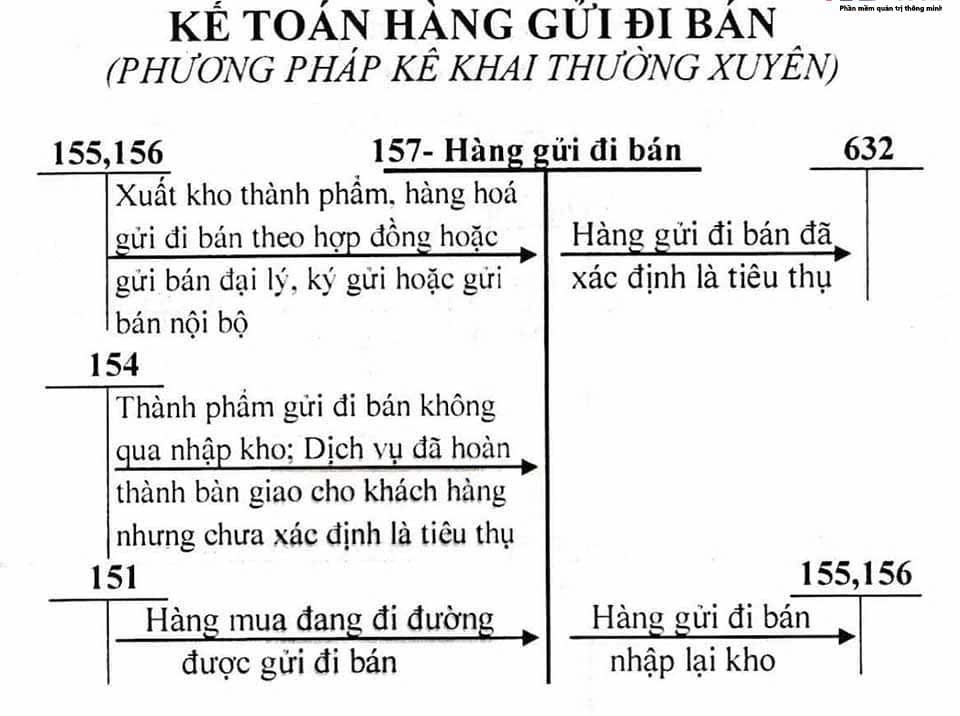 Phần mềm quản trị thông minh
KẾ TOÁN HÀNG GỬI ĐI BÁN
(PHƯƠNG PHÁP KÊ KHAI THƯỜNG XUYÊN)
155,156
157- Hàng gửi đi bán
632
Xuất kho thành phẩm, hàng hoá
gửi đi bán theo hợp đồng hoặc
gửi bán đại lý, ký gửi hoặc gửi
bán nội bộ
Hàng gửi đi bán đã
xác định là tiêu thụ
154
Thành phẩm gửi đi bán không
qua nhập kho; Dịch vụ đã hoàn
thành bàn giao cho khách hàng
nhưng chưa xác định là tiêu thụ
151
Hàng mua đang đi đường
được gửi đi bán
155,156
Hàng gửi đi bán
nhập lại kho